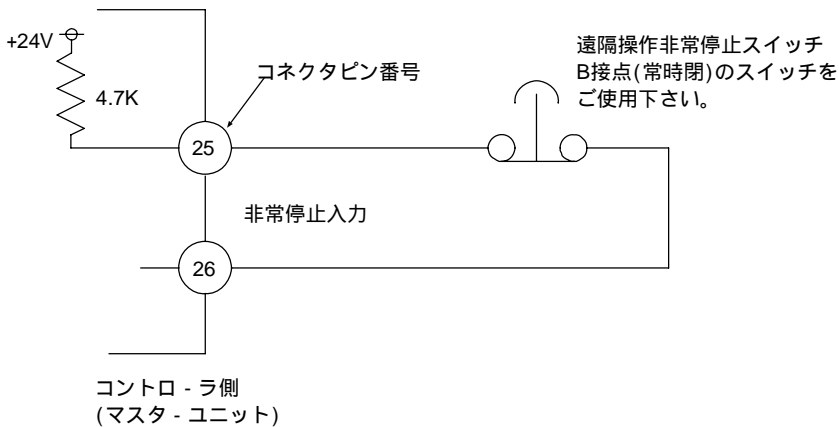 +24V
4.7K
コネクタピン番号
遠隔操作非常停止スイッチ
B接点(常時閉)のスイッチを
ご使用下さい。
25
非常停止入力
26
コントロ - ラ側
(マスタ - ユニット)